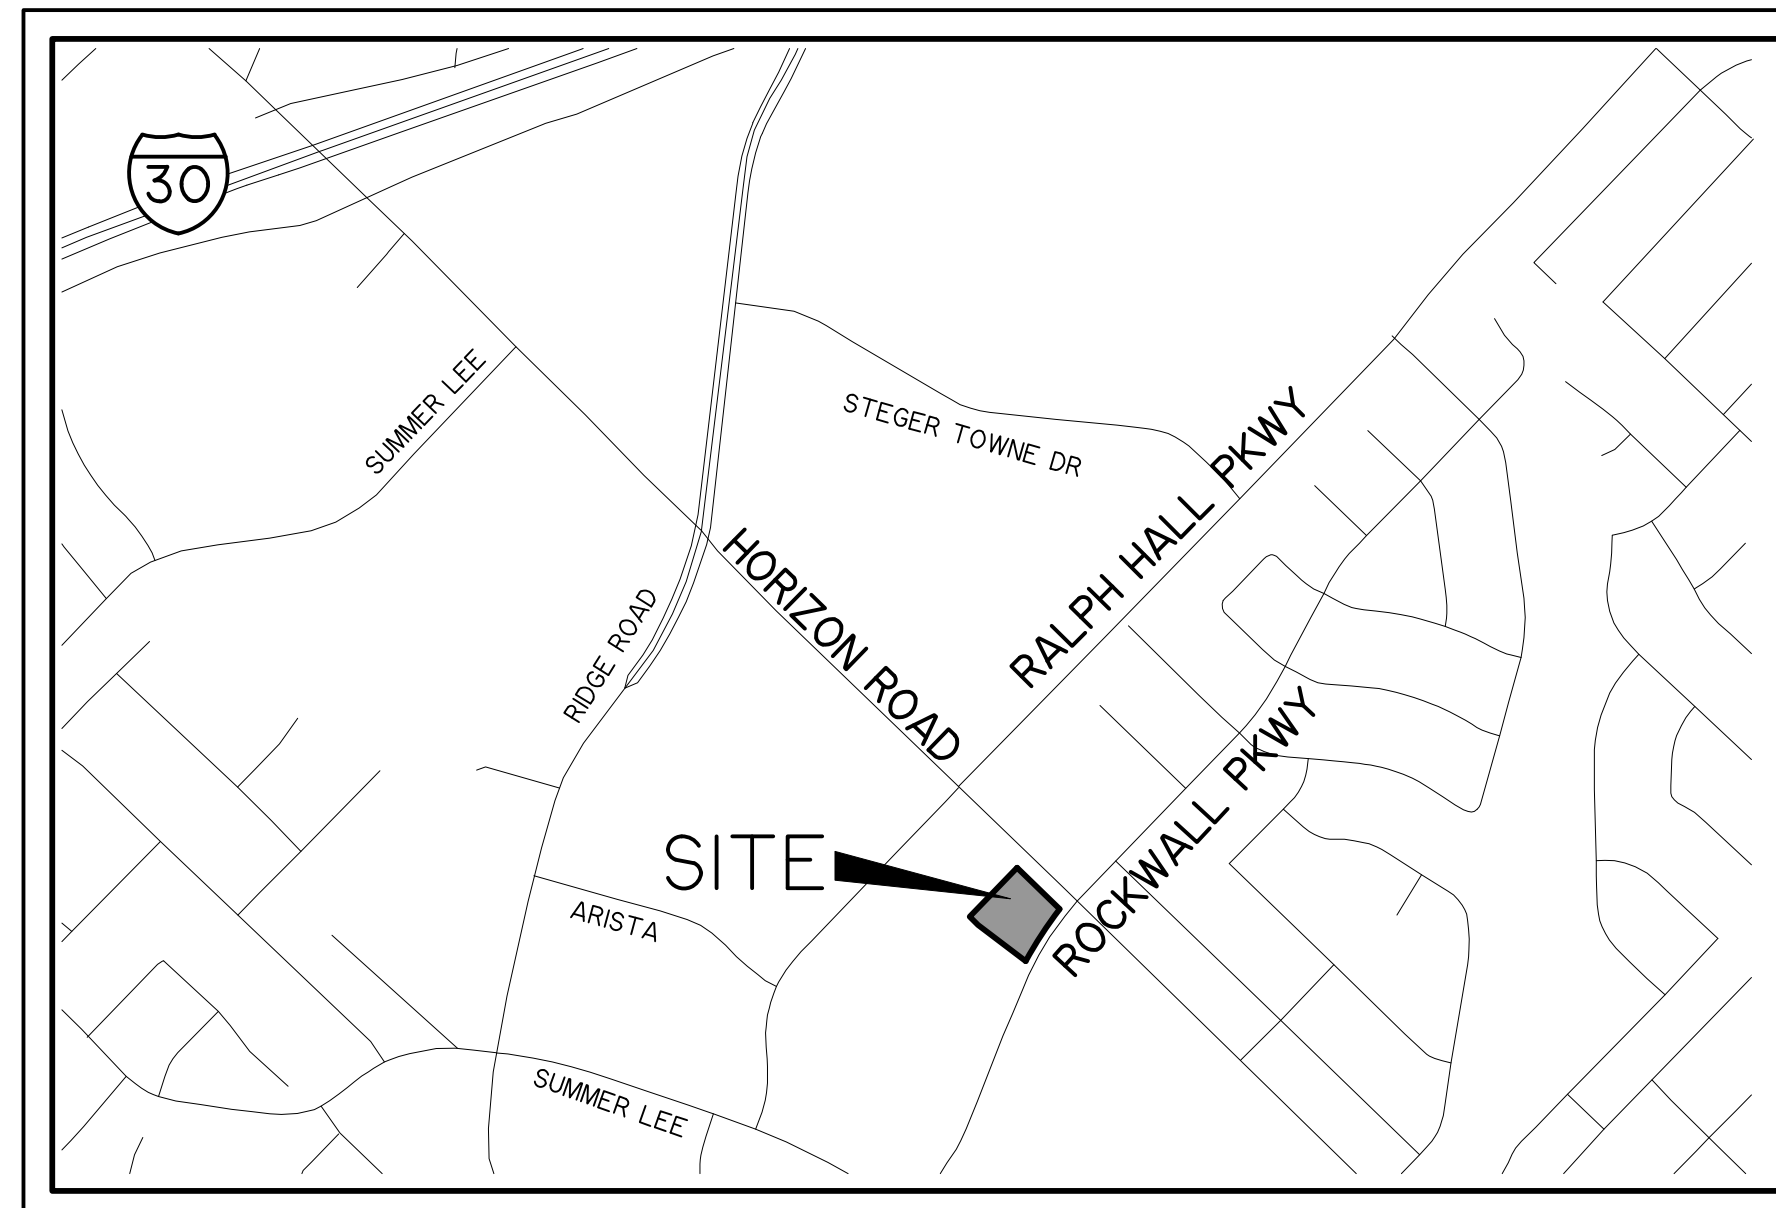 30
SUMMER LEE
STEGER TOWNE DR
RALPH HALL PKWY
HORIZON ROAD
RIDGE ROAD
ROCKWALL PKWY
SITE
ARISTA
SUMMER LEE